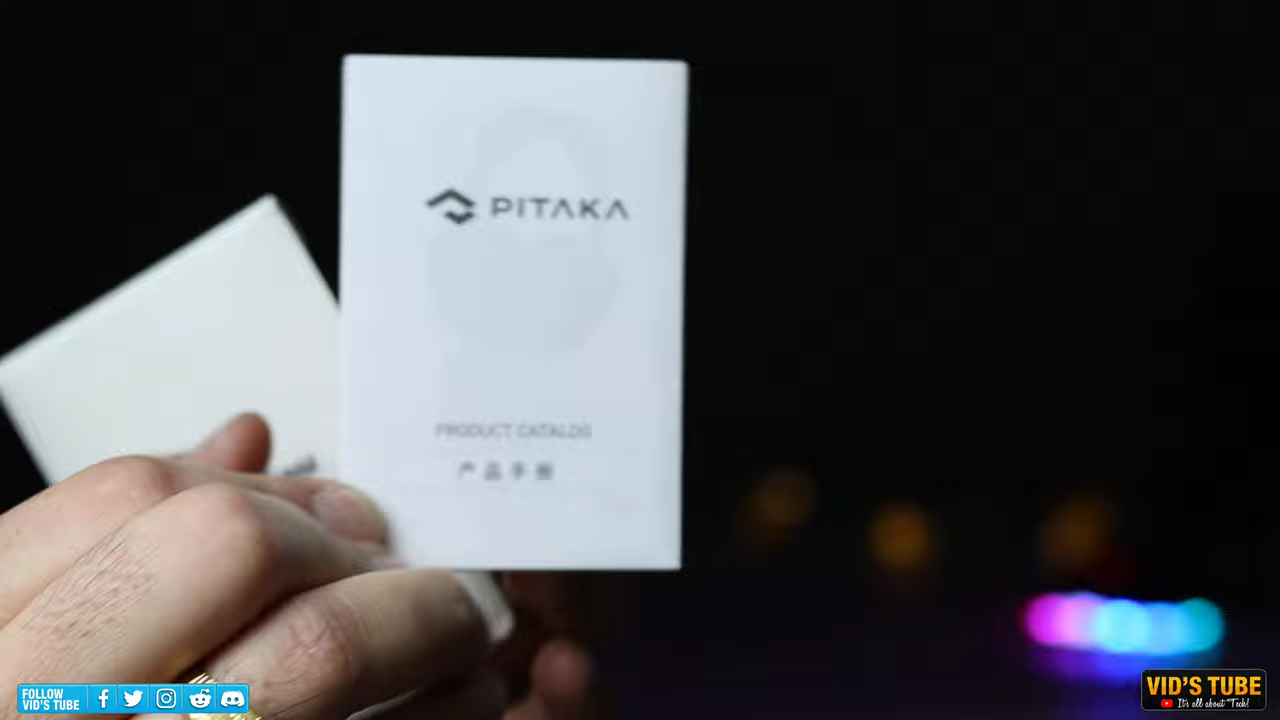 PITAKA
PRODUCT CATALOG
产品手册
FOLLOW
VID'S TUBE
VID'S TUBE
It's all about "Tech!